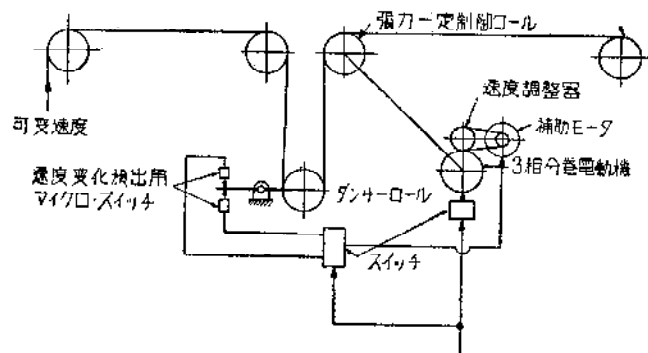 張力一定制御ロール
速度調整器
補助モータ
可変速度
3相分巻電動機
速度変化検出用
マイクロ・スイッチ
ダンサーロール
スイッチ